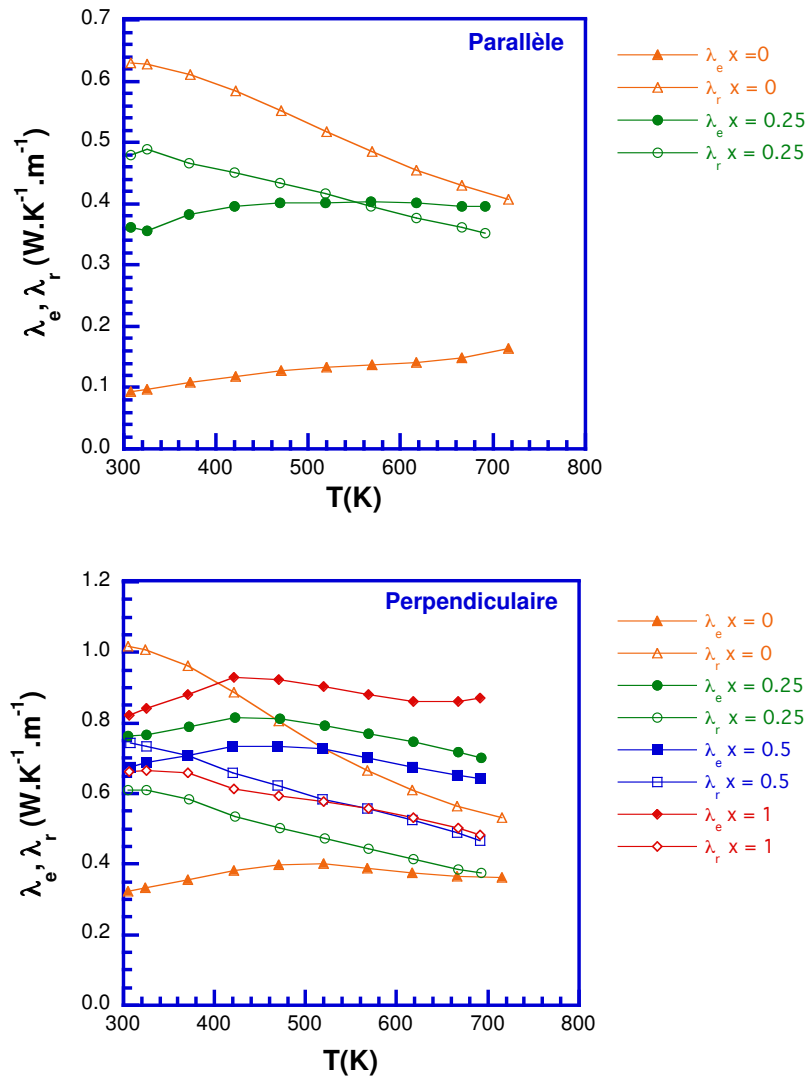 Parallèle
0.7
0.6
0.5
0.4
0.3
0.2
0.1
0.0
λe, λr (W.K-1.m-1)
300 400 500 600 700 800
T(K)
λe x =0
λr x = 0
λe x = 0.25
λr x = 0.25
Perpendiculaire
1.2
1.0
0.8
0.6
0.4
0.2
0.0
λe, λr (W.K-1.m-1)
300 400 500 600 700 800
T(K)
λe x = 0
λr x = 0
λe x = 0.25
λr x = 0.25
λe x = 0.5
λr x = 0.5
λe x = 1
λr x = 1